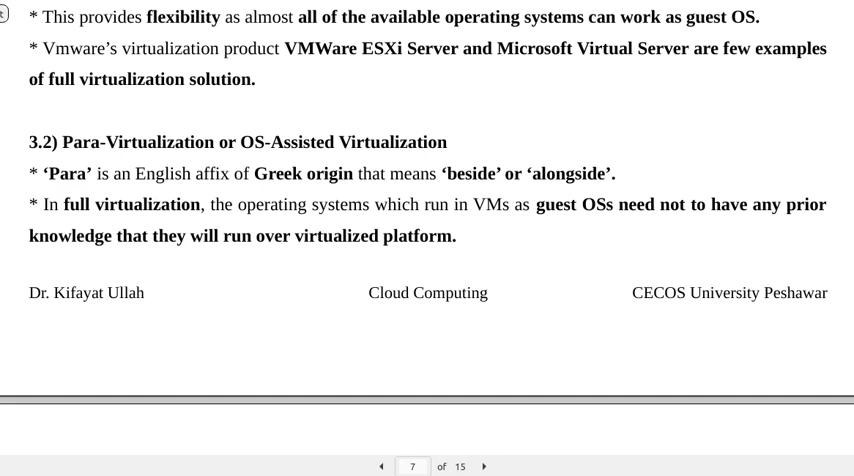 * This provides flexibility as almost all of the available operating systems can work as guest OS.
* Vmware’s virtualization product VMWare ESXi Server and Microsoft Virtual Server are few examples
of full virtualization solution.
3.2) Para-Virtualization or OS-Assisted Virtualization
* ‘Para’ is an English affix of Greek origin that means ‘beside’ or ‘alongside’.
* In full virtualization, the operating systems which run in VMs as guest OSs need not to have any prior
knowledge that they will run over virtualized platform.
Dr. Kifayat Ullah Cloud Computing CECOS University Peshawar
7 of 15